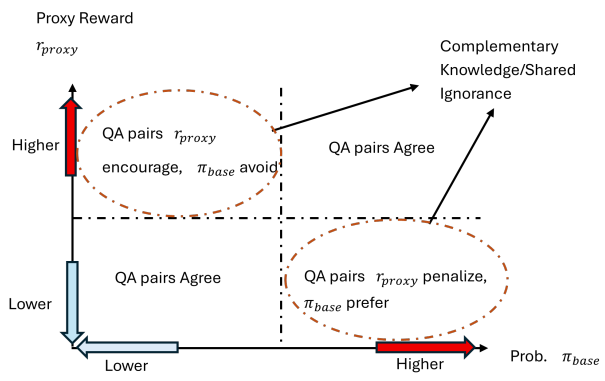 Proxy Reward
r_proxy
Complementary
Knowledge/Shared
Ignorance
Higher
QA pairs r_proxy
encourage, π_base avoid
QA pairs Agree
QA pairs Agree
QA pairs r_proxy penalize,
π_base prefer
Lower
Lower
Higher
Prob. π_base